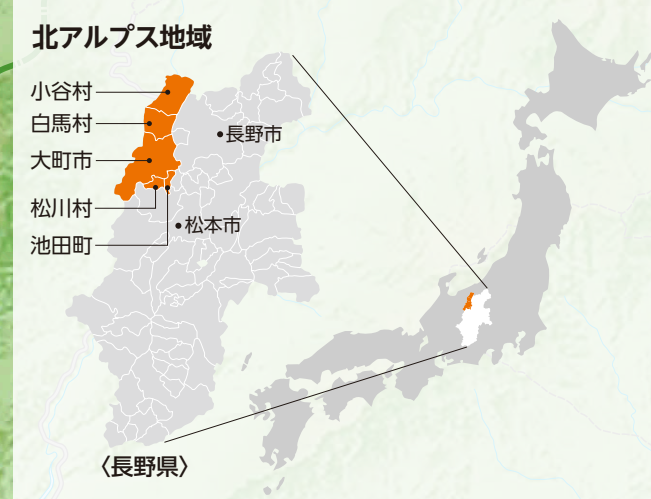 北アルプス地域
小谷村
白馬村
大町市
松川村
池田町
長野市
松本市
〈長野県〉